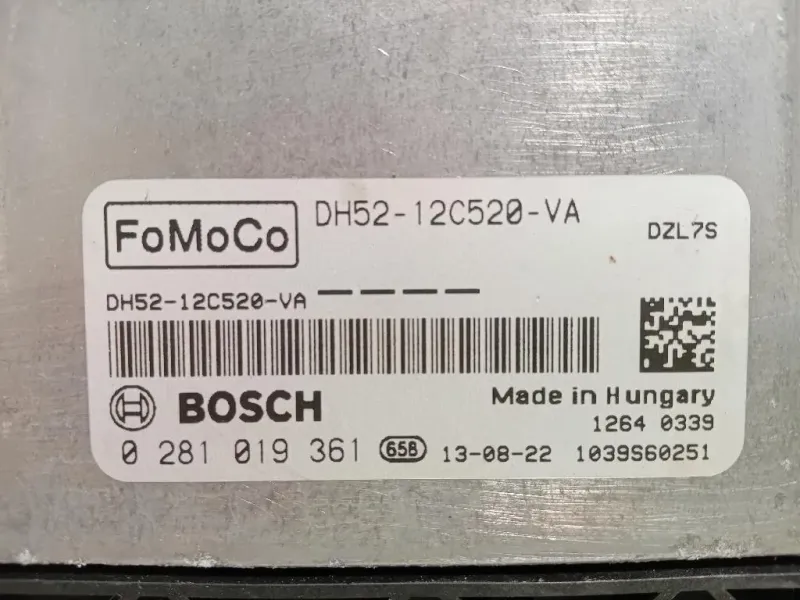 FoMoCo DH52-12C520-VA DZL7S
DH52-12C520-VA — — — —
BOSCH Made in Hungary
1264 0339
0 281 019 361 658 13-08-22 1039S60251